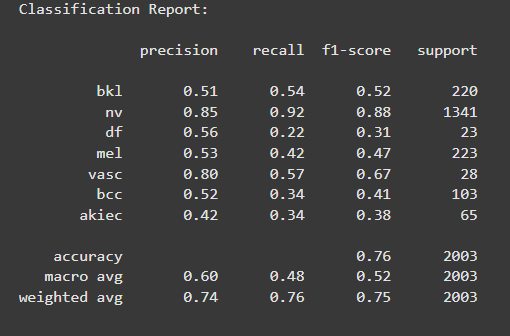 Classification Report:
precision recall f1-score support
bkl 0.51 0.54 0.52 220
nv 0.85 0.92 0.88 1341
df 0.56 0.22 0.31 23
mel 0.53 0.42 0.47 223
vasc 0.80 0.57 0.67 28
bcc 0.52 0.34 0.41 103
akiec 0.42 0.34 0.38 65
accuracy 0.76 2003
macro avg 0.60 0.48 0.52 2003
weighted avg 0.74 0.76 0.75 2003